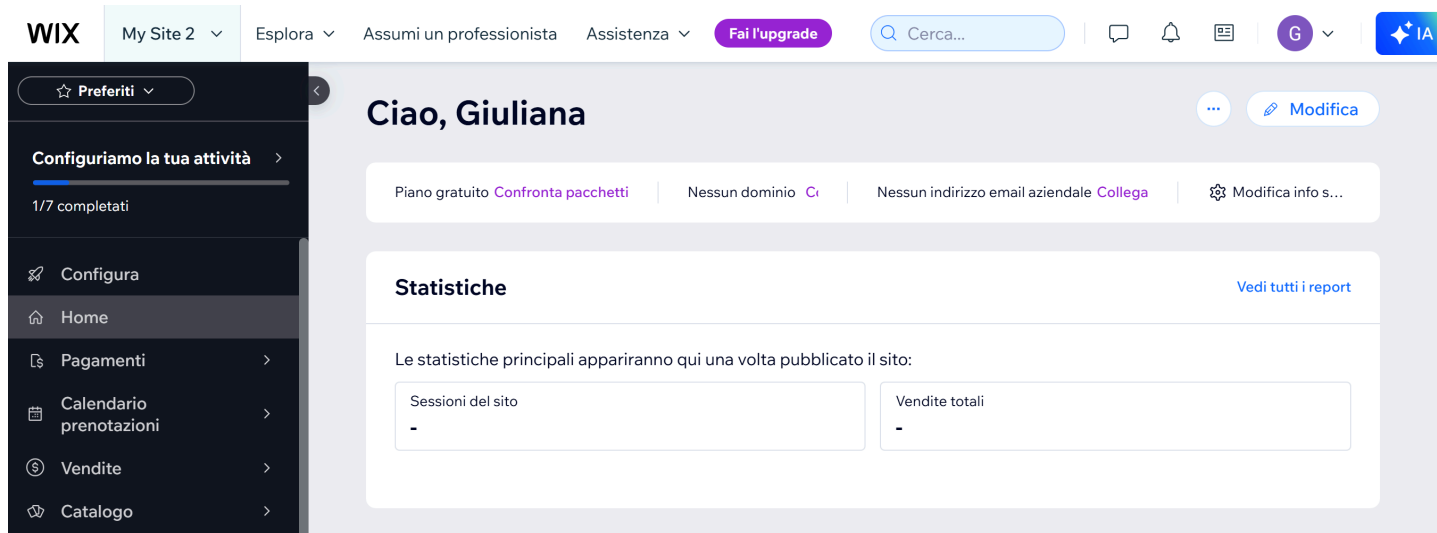 WIX My Site 2 Esplora Assumi un professionista Assistenza Fai l'upgrade Cerca... G IA
Preferiti
Configuriamo la tua attività
1/7 completati
Configura
Home
Pagamenti
Calendario
prenotazioni
Vendite
Catalogo
Ciao, Giuliana
... Modifica
Piano gratuito Confronta pacchetti Nessun dominio Nessun indirizzo email aziendale Collega Modifica info s...
Statistiche Vedi tutti i report
Le statistiche principali appariranno qui una volta pubblicato il sito:
Sessioni del sito
-
Vendite totali
-